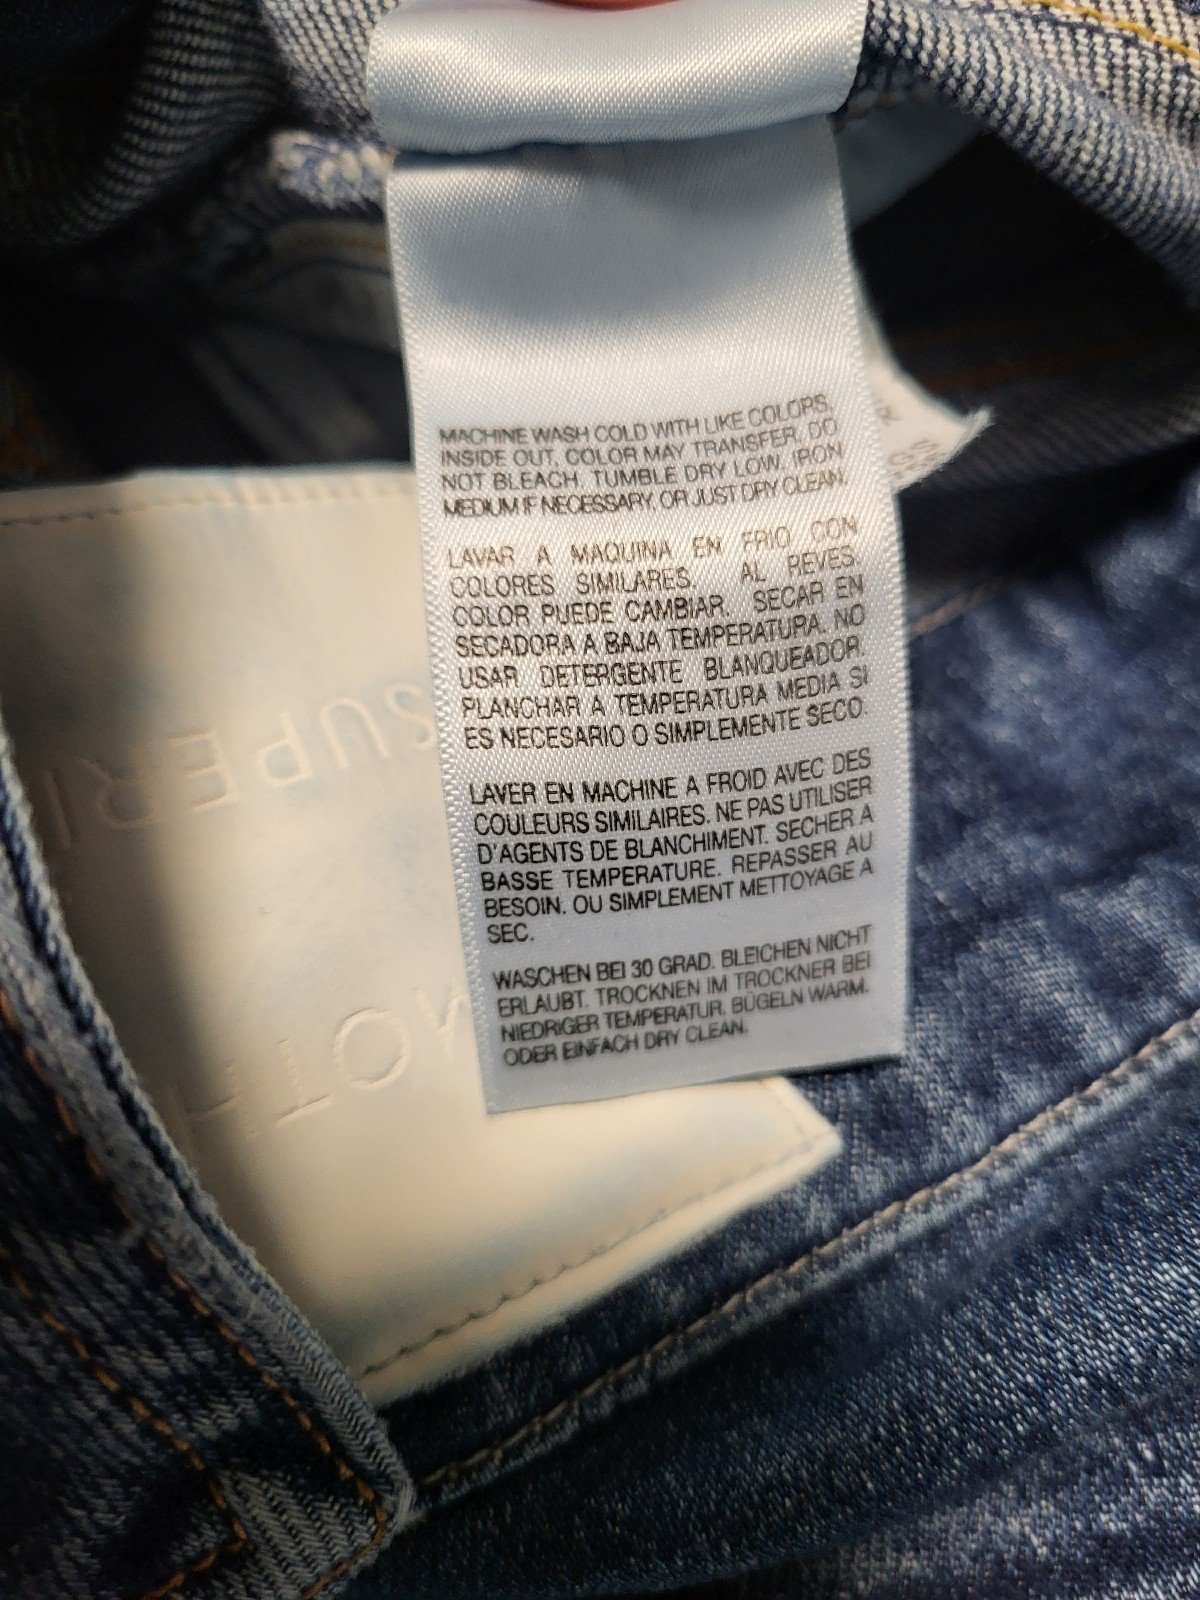 MACHINE WASH COLD WITH LIKE COLORS.
INSIDE OUT. COLOR MAY TRANSFER. DO
NOT BLEACH. TUMBLE DRY LOW. IRON
MEDIUM IF NECESSARY, OR JUST DRY CLEAN.
LAVAR A MAQUINA EN FRIO CON
COLORES SIMILARES. AL REVES.
COLOR PUEDE CAMBIAR. SECAR EN
SECADORA A BAJA TEMPERATURA. NO
USAR DETERGENTE BLANQUEADOR.
PLANCHAR A TEMPERATURA MEDIA SI
ES NECESARIO O SIMPLEMENTE SECO.
LAVER EN MACHINE A FROID AVEC DES
COULEURS SIMILAIRES. NE PAS UTILISER
D'AGENTS DE BLANCHIMENT. SECHER A
BASSE TEMPERATURE. REPASSER AU
BESOIN. OU SIMPLEMENT METTOYAGE A
SEC.
WASCHEN BEI 30 GRAD. BLEICHEN NICHT
ERLAUBT. TROCKNEN IM TROCKNER BEI
NIEDRIGER TEMPERATUR. BÜGELN WARM.
ODER EINFACH DRY CLEAN.
MOTH
SUPERI